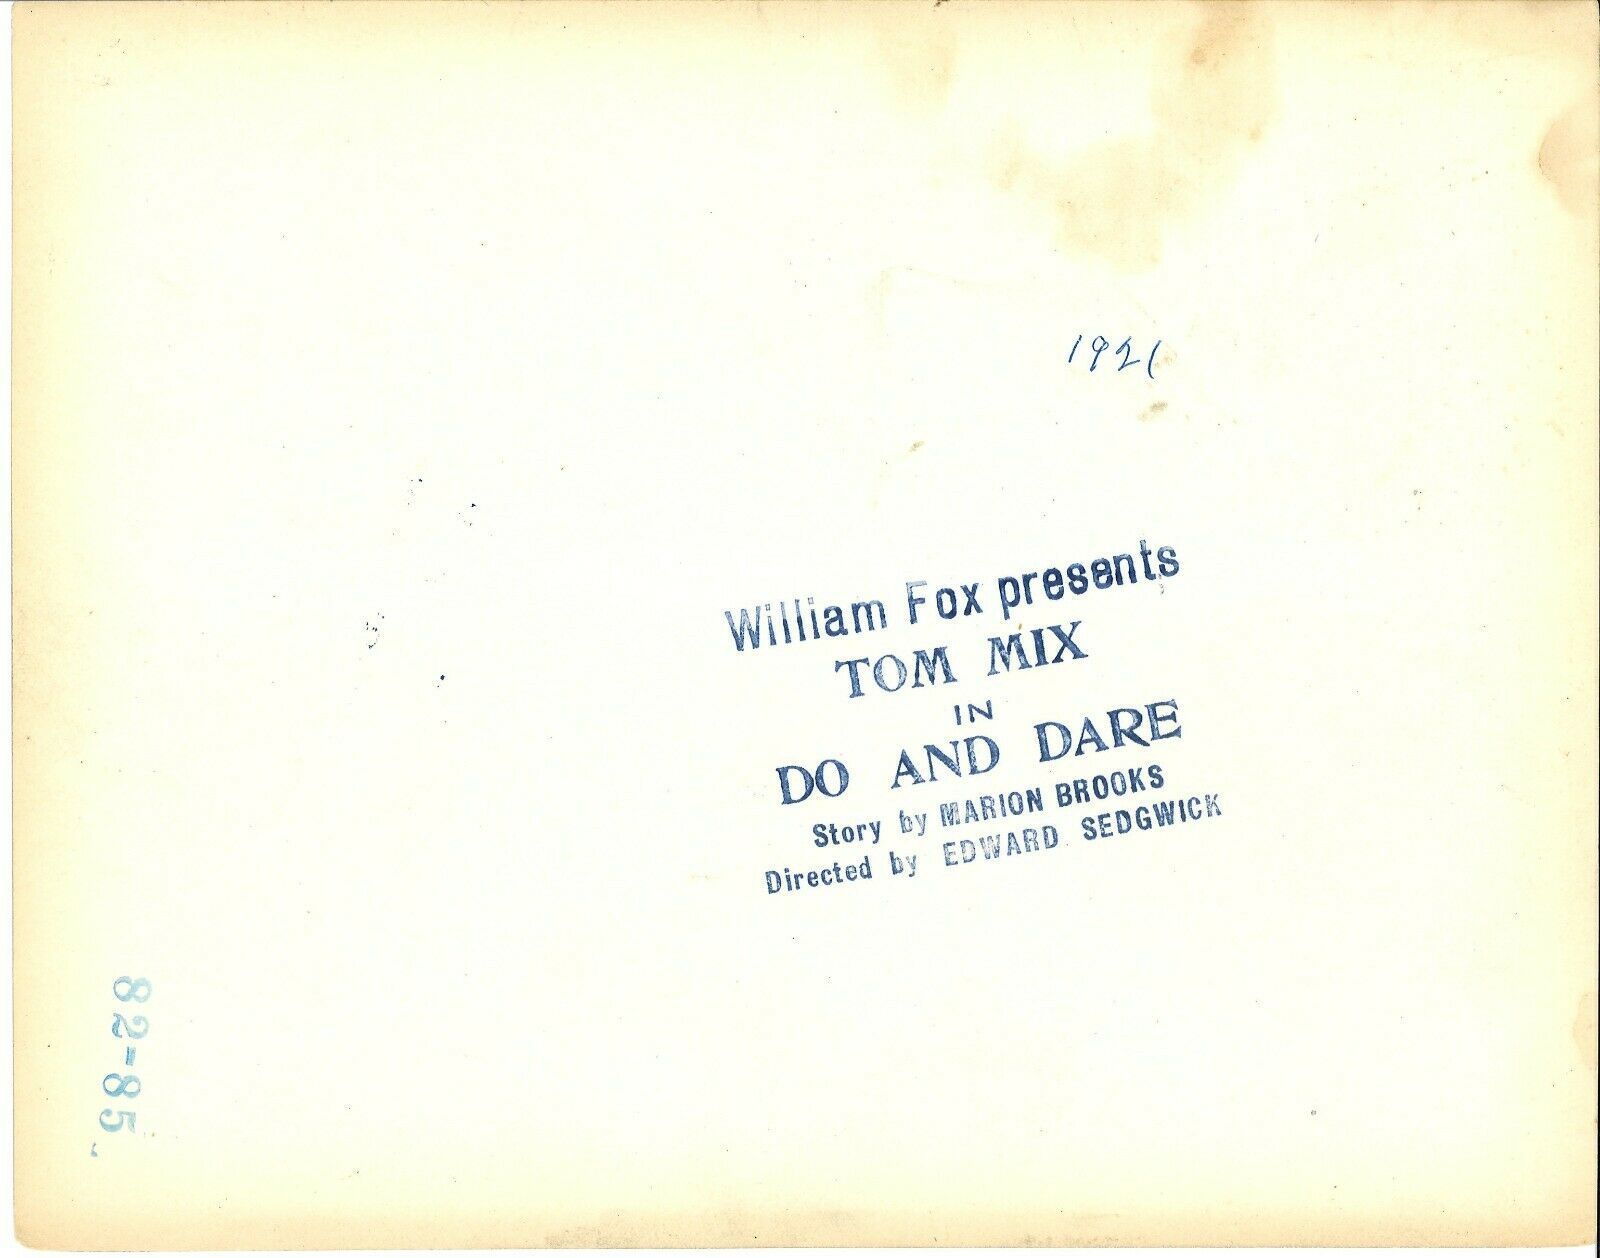 1921
William Fox presents
TOM MIX
IN
DO AND DARE
Story by MARION BROOKS
Directed by EDWARD SEDGWICK
82-85